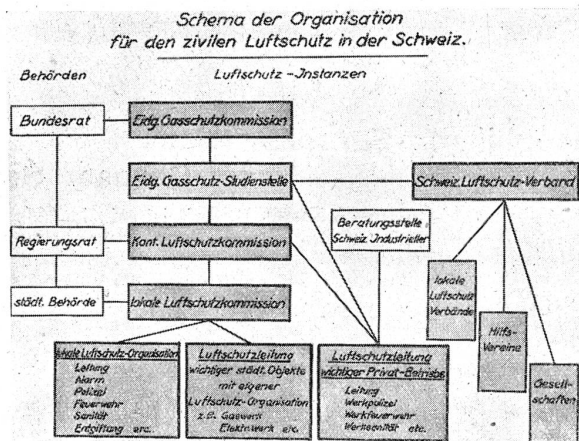 Schema der Organisation
für den zivilen Luftschutz in der Schweiz.
Behörden
Luftschutz-Instanzen
Bundesrat
Eidg. Gasschutzkommission
Eidg. Gasschutz-Studienstelle
Schweiz. Luftschutz-Verband
Beratungsstelle
Schweiz. Industrieller
Regierungsrat
Kant. Luftschutzkommission
lokale
Luftschutz
Verbände
städt. Behörde
lokale Luftschutzkommission
Hilfs-
Vereine
lokale Luftschutz-Organisation
Leitung
Alarm
Polizei
Feuerwehr
Sanität
Entgiftung etc.
Luftschutzleitung
wichtiger städt. Objekte
mit eigener
Luftschutz-Organisation
z.B. Gaswerk
Elektr. Werk etc.
Luftschutzleitung
wichtiger Privat-Betriebe
Leitung
Werkpolizei
Werkfeuerwehr
Werksanität etc.
Gesell-
schaften